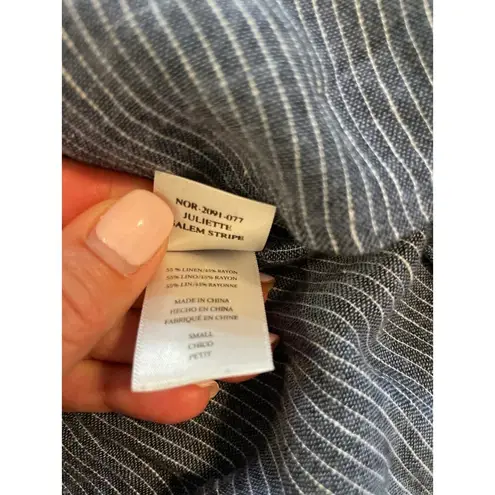 NOR-2091-077
JULIETTE
SALEM STRIPE
55 % LINEN/45% RAYON
55% LINO/45% RAYON
55% LIN/45% RAYONNE
MADE IN CHINA
HECHO EN CHINA
FABRIQUÉ EN CHINE
SMALL
CHICO
PETIT